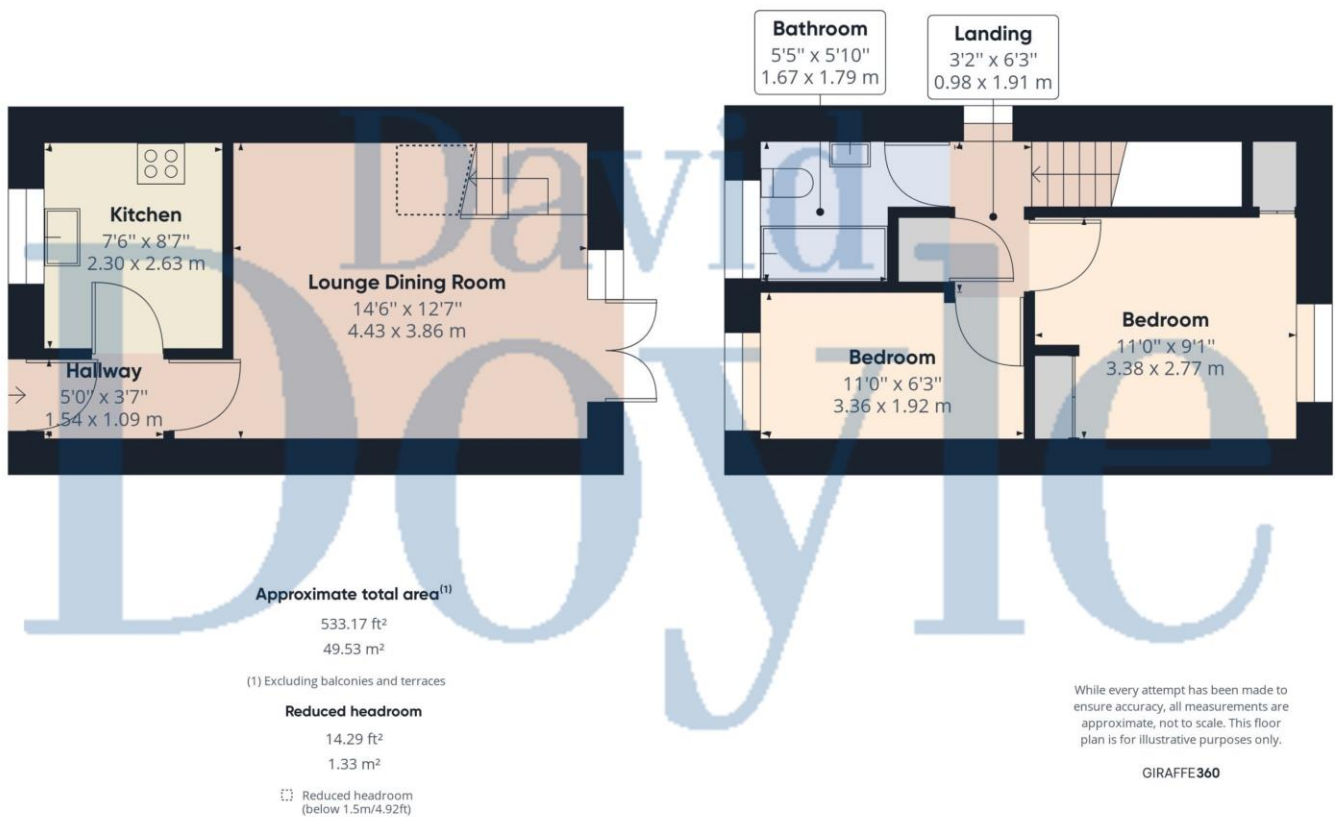 Bathroom
5'5" x 5'10"
1.67 x 1.79 m
Landing
3'2" x 6'3"
0.98 x 1.91 m
Kitchen
7'6" x 8'7"
2.30 x 2.63 m
Lounge Dining Room
14'6" x 12'7"
4.43 x 3.86 m
Hallway
5'0" x 3'7"
1.54 x 1.09 m
Bedroom
11'0" x 6'3"
3.36 x 1.92 m
Bedroom
11'0" x 9'1"
3.38 x 2.77 m
David
Doyle
Approximate total area(1)
533.17 ft²
49.53 m²
(1) Excluding balconies and terraces
Reduced headroom
14.29 ft²
1.33 m²
Reduced headroom
(below 1.5m/4.92ft)
While every attempt has been made to
ensure accuracy, all measurements are
approximate, not to scale. This floor
plan is for illustrative purposes only.
GIRAFFE360